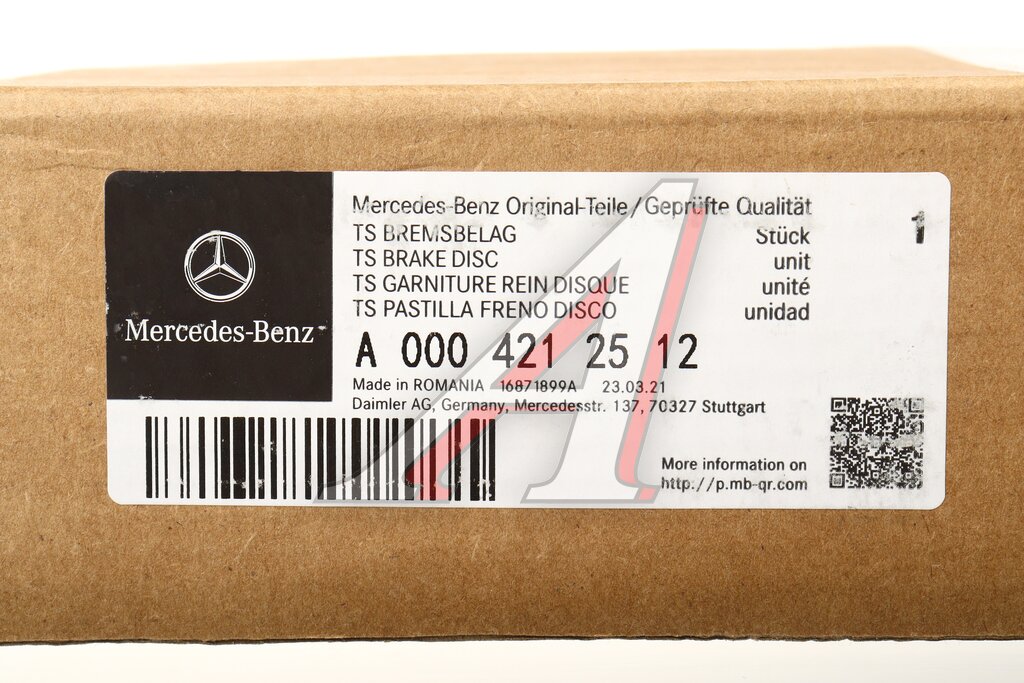 Mercedes-Benz
Mercedes-Benz Original-Teile/Geprüfte Qualität
TS BREMSBELAG Stück 1
TS BRAKE DISC unit
TS GARNITURE REIN DISQUE unité
TS PASTILLA FRENO DISCO unidad
A 000 421 25 12
Made in ROMANIA 16871899A 23.03.21
Daimler AG, Germany, Mercedesstr. 137, 70327 Stuttgart
More information on
http://p.mb-qr.com